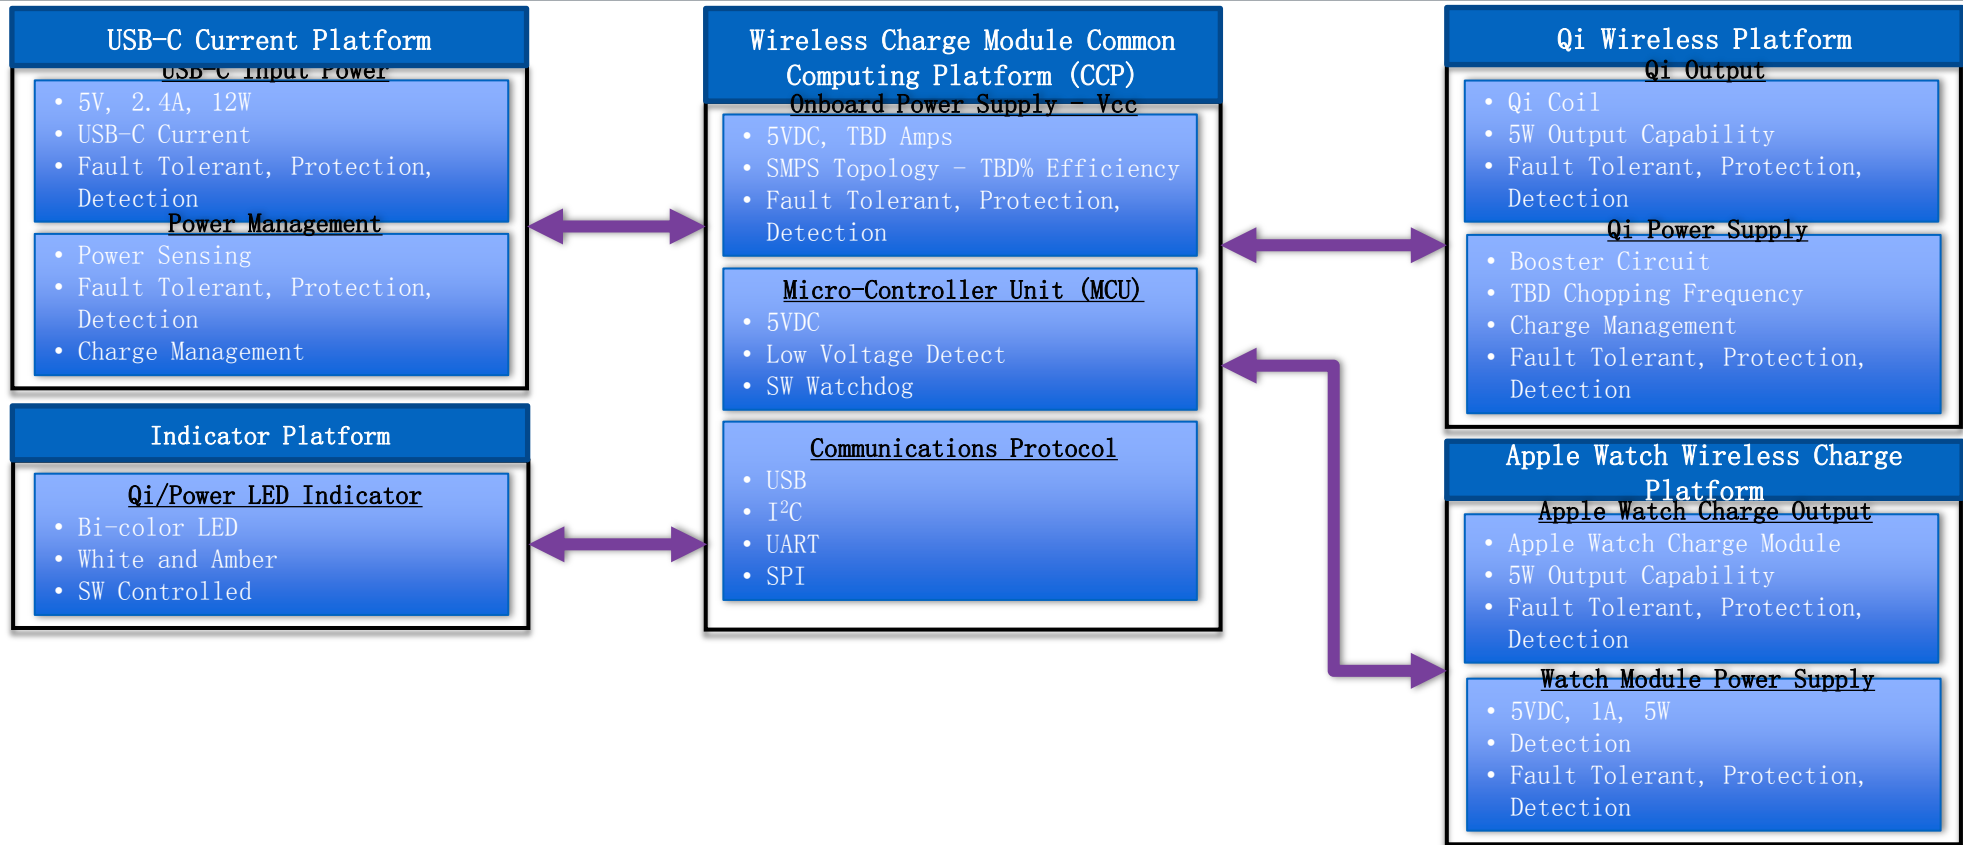 USB-C Current Platform
USB-C Input Power
• 5V, 2.4A, 12W
• USB-C Current
• Fault Tolerant, Protection,
Detection
Power Management
• Power Sensing
• Fault Tolerant, Protection,
Detection
• Charge Management
Indicator Platform
Qi/Power LED Indicator
• Bi-color LED
• White and Amber
• SW Controlled
Wireless Charge Module Common
Computing Platform (CCP)
Onboard Power Supply - Vcc
• 5VDC, TBD Amps
• SMPS Topology - TBD% Efficiency
• Fault Tolerant, Protection,
Detection
Micro-Controller Unit (MCU)
• 5VDC
• Low Voltage Detect
• SW Watchdog
Communications Protocol
• USB
• I²C
• UART
• SPI
Qi Wireless Platform
Qi Output
• Qi Coil
• 5W Output Capability
• Fault Tolerant, Protection,
Detection
Qi Power Supply
• Booster Circuit
• TBD Chopping Frequency
• Charge Management
• Fault Tolerant, Protection,
Detection
Apple Watch Wireless Charge
Platform
Apple Watch Charge Output
• Apple Watch Charge Module
• 5W Output Capability
• Fault Tolerant, Protection,
Detection
Watch Module Power Supply
• 5VDC, 1A, 5W
• Detection
• Fault Tolerant, Protection,
Detection